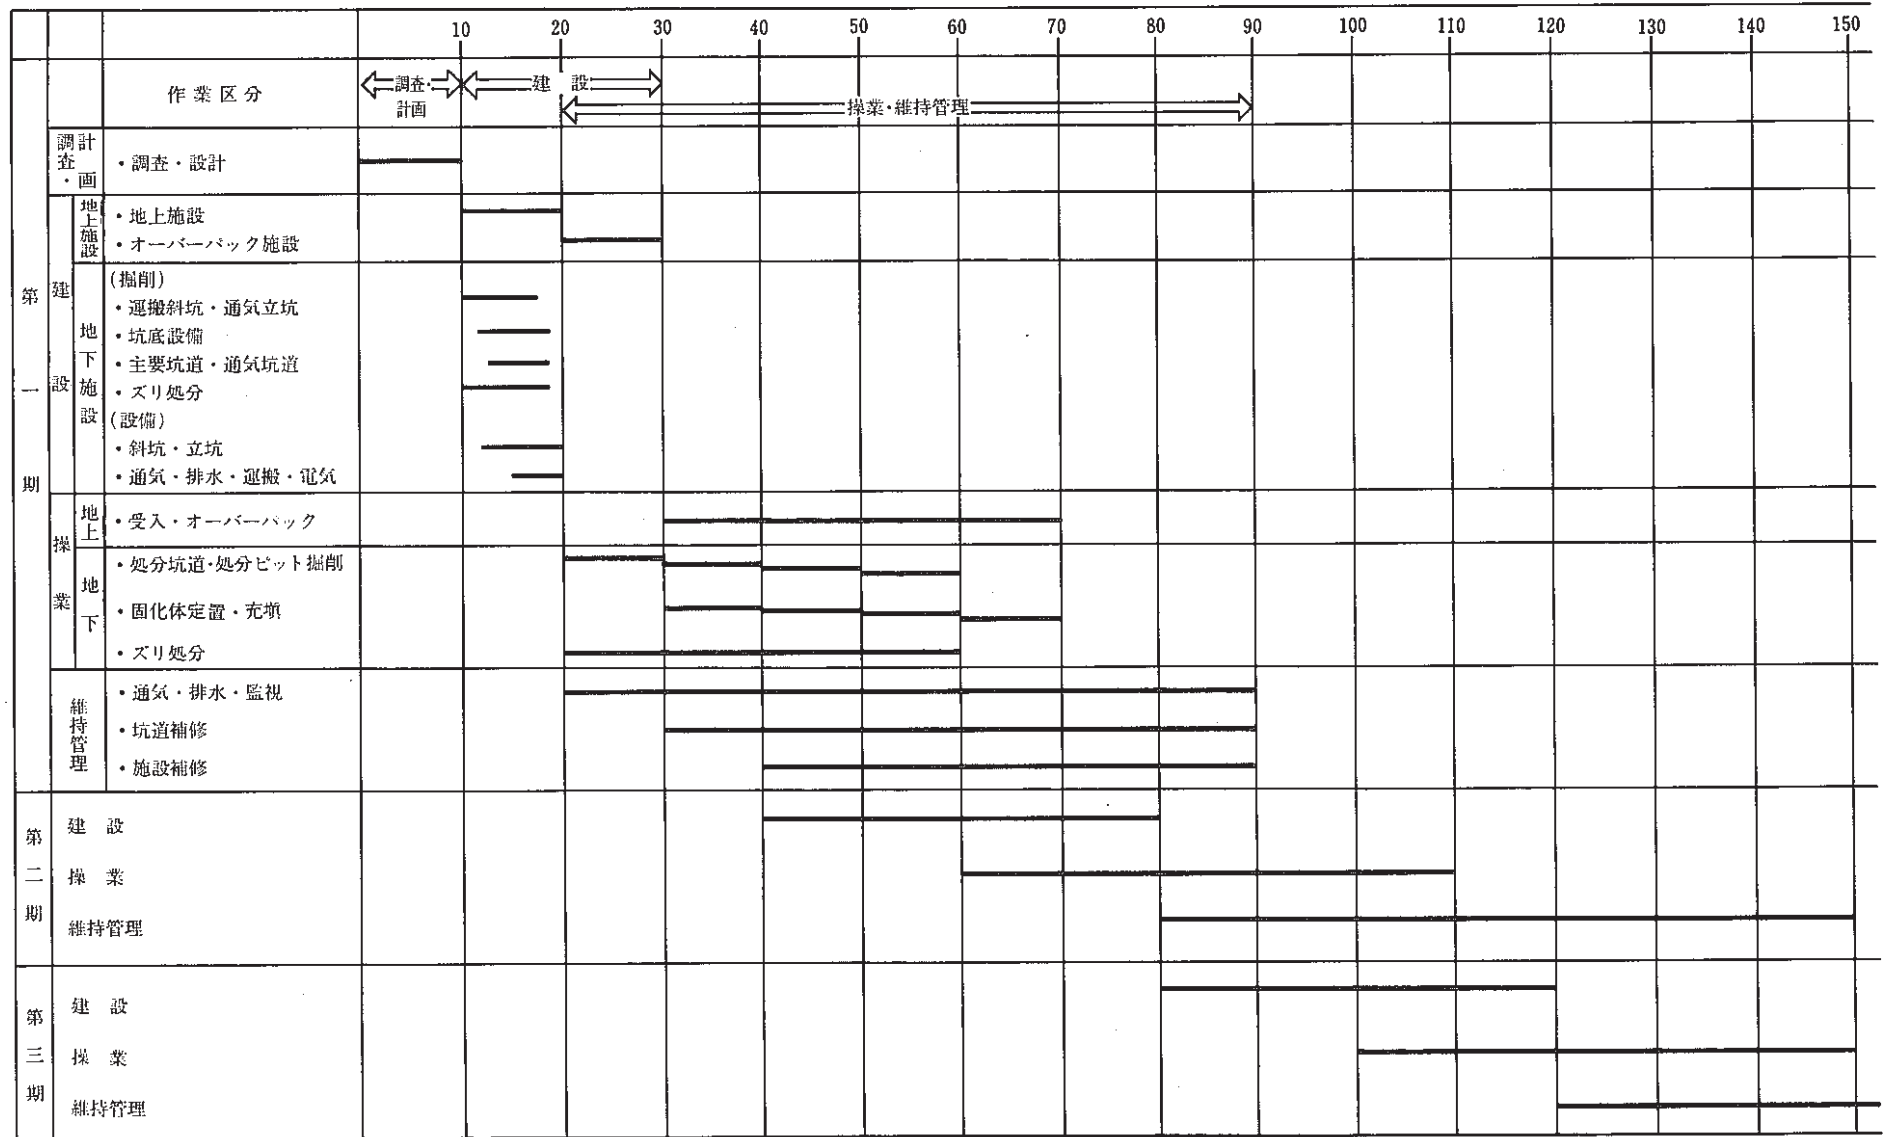 10 20 30 40 50 60 70 80 90 100 110 120 130 140 150
作業区分
調査・計画
建設
操業・維持管理
第一期
調査・計画
・調査・設計
建設
地上施設
・地上施設
・オーバーパック施設
地下施設
(掘削)
・運搬斜坑・通気立坑
・坑底設備
・主要坑道・通気坑道
・ズリ処分
(設備)
・斜坑・立坑
・通気・排水・運搬・電気
操業
地上
・受入・オーバーパック
地下
・処分坑道・処分ピット掘削
・固化体定置・充填
・ズリ処分
維持管理
・通気・排水・監視
・坑道補修
・施設補修
第二期
建設
操業
維持管理
第三期
建設
操業
維持管理